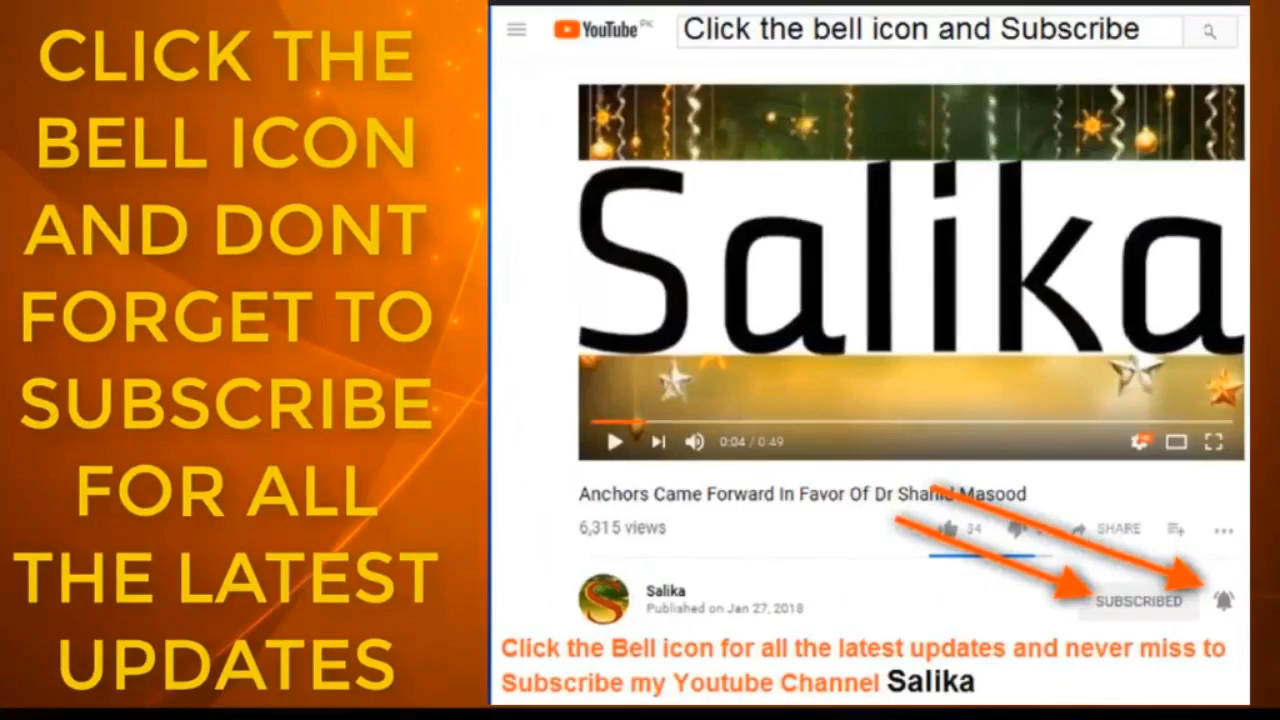 CLICK THE
BELL ICON
AND DONT
FORGET TO
SUBSCRIBE
FOR ALL
THE LATEST
UPDATES
YouTube PK
Click the bell icon and Subscribe
Salika
0:04 / 0:49
Anchors Came Forward In Favor Of Dr Shahid Masood
6,315 views
34
SHARE
Salika
Published on Jan 27, 2018
SUBSCRIBED
Click the Bell icon for all the latest updates and never miss to
Subscribe my Youtube Channel Salika